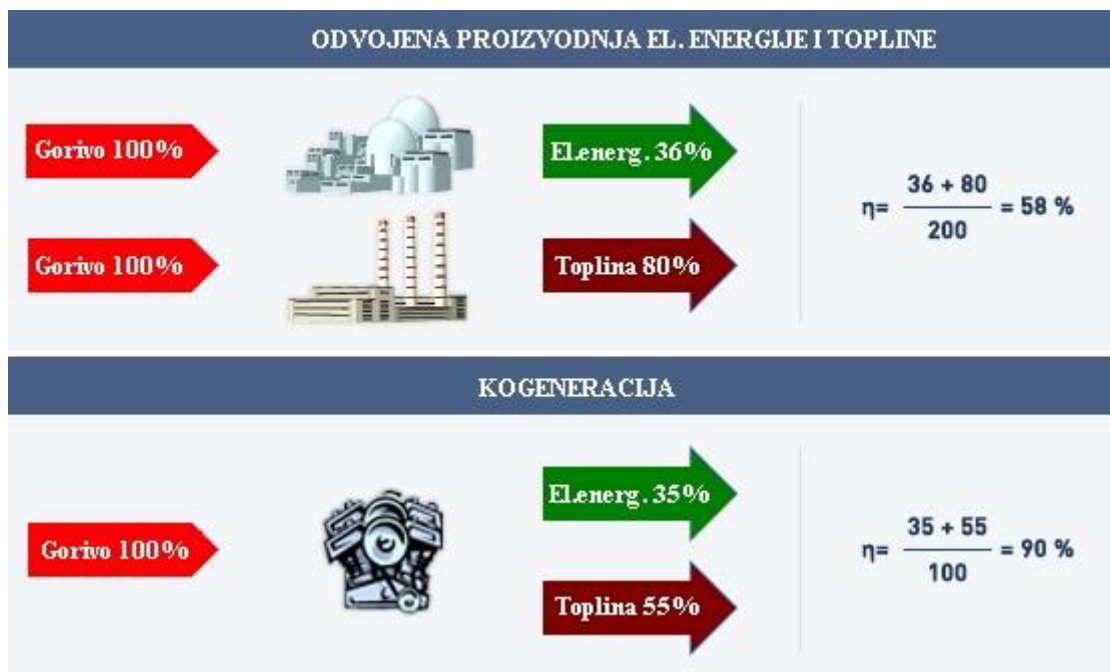 ODVOJENA PROIZVODNJA EL. ENERGIJE I TOPLINE
Gorivo 100%
El.energ. 36%
Gorivo 100%
Toplina 80%
η= 36 + 80 / 200 = 58 %
KOGENERACIJA
Gorivo 100%
El.energ. 35%
Toplina 55%
η= 35 + 55 / 100 = 90 %